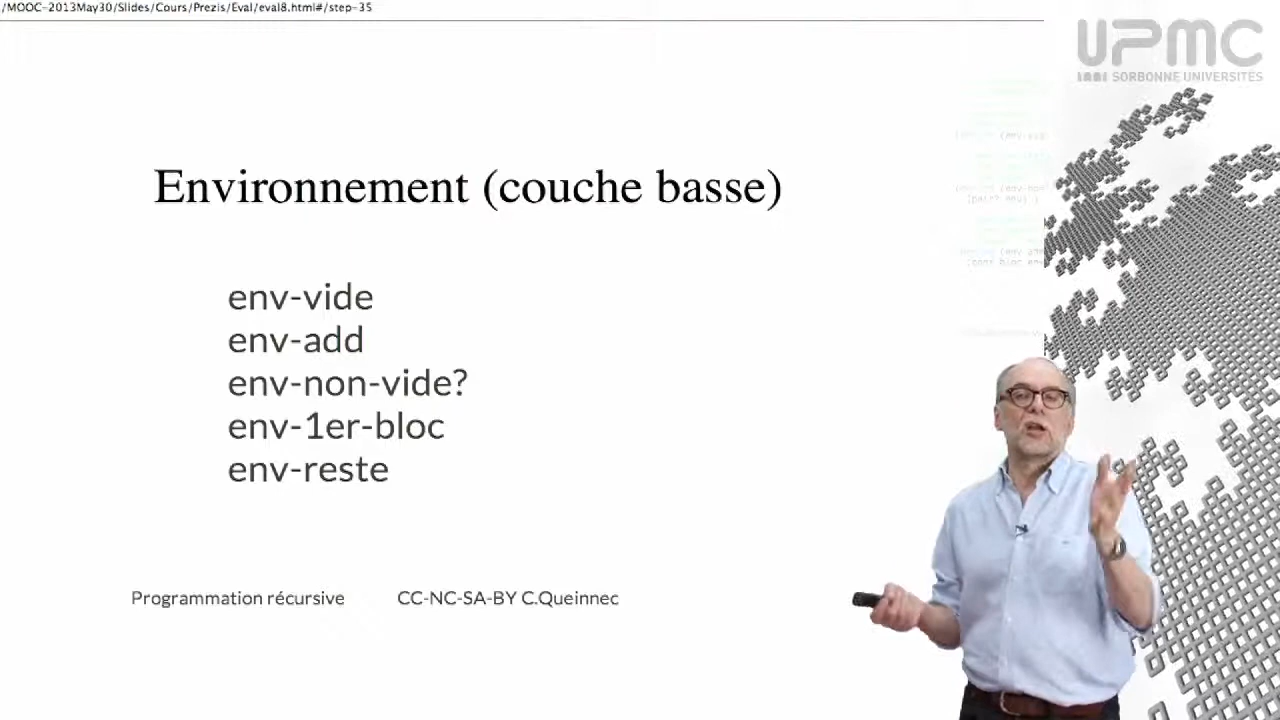 /MOOC-2013May30/Slides/Cours/Prezis/Eval/eval8.html#/step-35
UPMC
SORBONNE UNIVERSITÉS
Environnement (couche basse)
env-vide
env-add
env-non-vide?
env-1er-bloc
env-reste
Programmation récursive CC-NC-SA-BY C.Queinnec